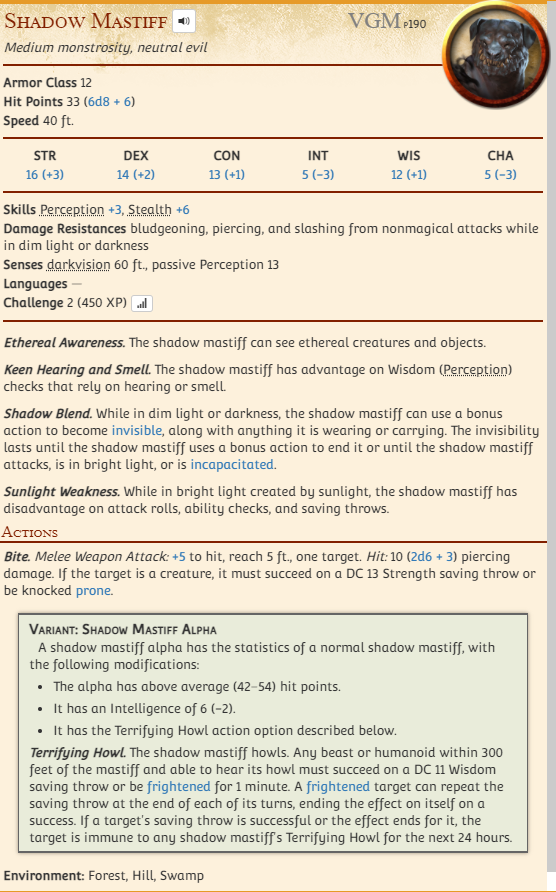 Shadow Mastiff VGM p190
Medium monstrosity, neutral evil
Armor Class 12
Hit Points 33 (6d8 + 6)
Speed 40 ft.
STR DEX CON INT WIS CHA
16 (+3) 14 (+2) 13 (+1) 5 (−3) 12 (+1) 5 (−3)
Skills Perception +3, Stealth +6
Damage Resistances bludgeoning, piercing, and slashing from nonmagical attacks while
in dim light or darkness
Senses darkvision 60 ft., passive Perception 13
Languages —
Challenge 2 (450 XP)
Ethereal Awareness. The shadow mastiff can see ethereal creatures and objects.
Keen Hearing and Smell. The shadow mastiff has advantage on Wisdom (Perception)
checks that rely on hearing or smell.
Shadow Blend. While in dim light or darkness, the shadow mastiff can use a bonus
action to become invisible, along with anything it is wearing or carrying. The invisibility
lasts until the shadow mastiff uses a bonus action to end it or until the shadow mastiff
attacks, is in bright light, or is incapacitated.
Sunlight Weakness. While in bright light created by sunlight, the shadow mastiff has
disadvantage on attack rolls, ability checks, and saving throws.
Actions
Bite. Melee Weapon Attack: +5 to hit, reach 5 ft., one target. Hit: 10 (2d6 + 3) piercing
damage. If the target is a creature, it must succeed on a DC 13 Strength saving throw or
be knocked prone.
Variant: Shadow Mastiff Alpha
A shadow mastiff alpha has the statistics of a normal shadow mastiff, with
the following modifications:
• The alpha has above average (42–54) hit points.
• It has an Intelligence of 6 (−2).
• It has the Terrifying Howl action option described below.
Terrifying Howl. The shadow mastiff howls. Any beast or humanoid within 300
feet of the mastiff and able to hear its howl must succeed on a DC 11 Wisdom
saving throw or be frightened for 1 minute. A frightened target can repeat the
saving throw at the end of each of its turns, ending the effect on itself on a
success. If a target's saving throw is successful or the effect ends for it, the
target is immune to any shadow mastiff's Terrifying Howl for the next 24 hours.
Environment: Forest, Hill, Swamp